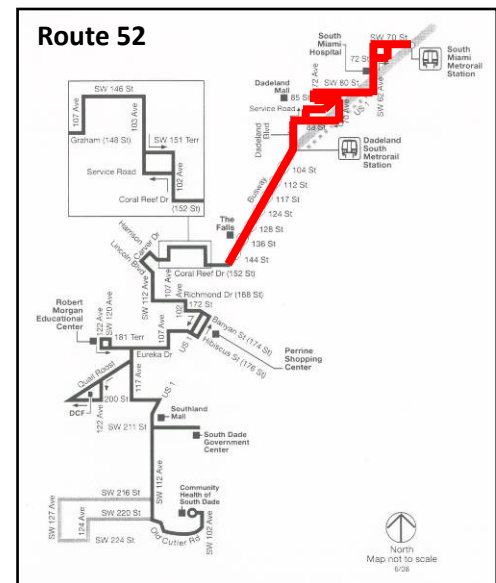 Route 52
SW 70 St
South Miami Hospital
72 St
South Miami Metrorail Station
72 Ave
SW 80 St
SW 62 Ave
Dadeland Mall
85 St
Service Road
US 1
70 Ave
88 St
Dadeland Blvd
Dadeland South Metrorail Station
SW 146 St
107 Ave
103 Ave
Graham (148 St)
SW 151 Terr
Service Road
102 Ave
Coral Reef Dr
(152 St)
Busway
104 St
112 St
117 St
124 St
The Falls
128 St
136 St
144 St
Harrison
Carver Dr
Lincoln Blvd
Coral Reef Dr (152 St)
107 Ave
SW 112 Ave
Richmond Dr (168 St)
102 Ave
172 St
Banyan St (174 St)
Hibiscus St (176 St)
US 1
Perrine Shopping Center
Robert Morgan Educational Center
122 Ave
SW 120 Ave
181 Terr
107 Ave
Eureka Dr
Quail Roost
117 Ave
US 1
200 St
DCF
122 Ave
Southland Mall
SW 211 St
South Dade Government Center
SW 112 Ave
Community Health of South Dade
SW 216 St
SW 127 Ave
124 Ave
SW 220 St
SW 224 St
Old Cutler Rd
SW 102 Ave
North
Map not to scale